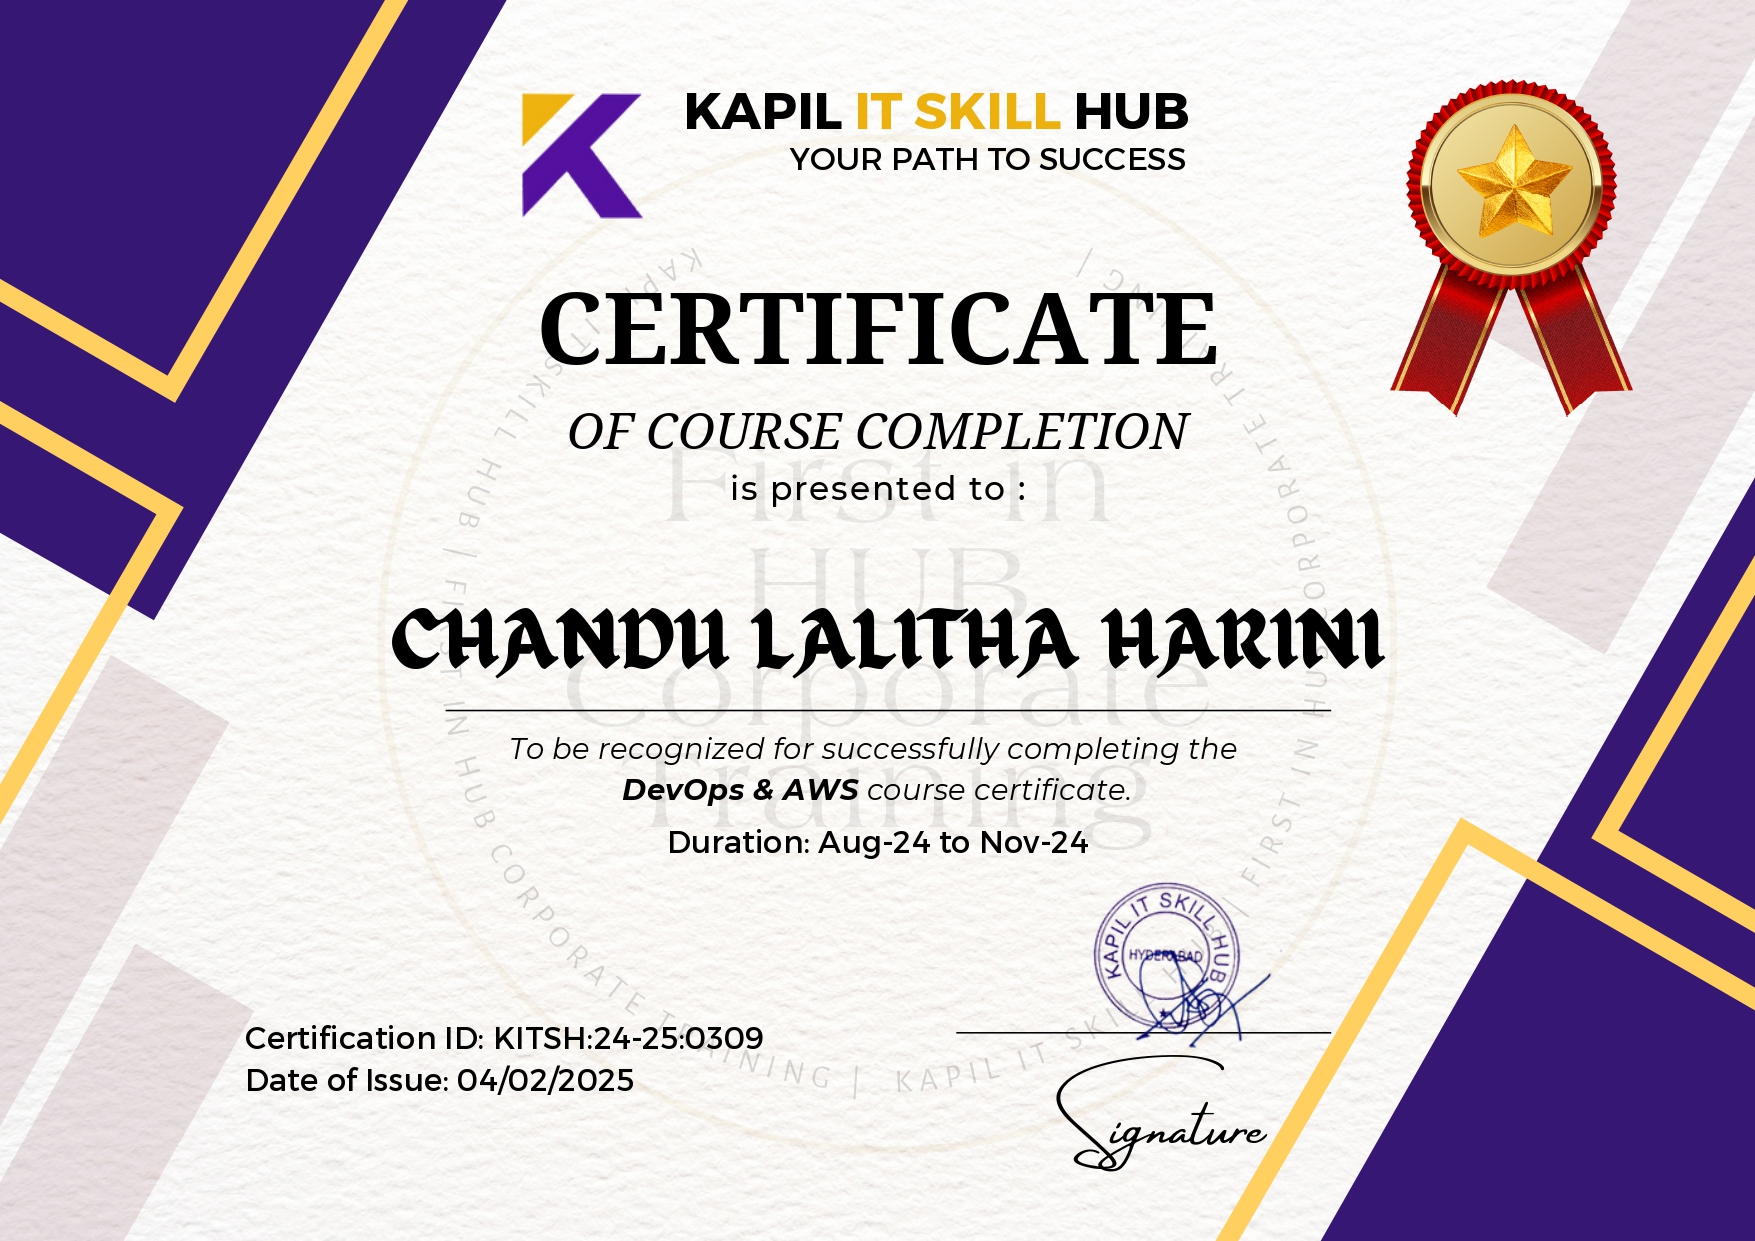 KAPIL IT SKILL HUB
YOUR PATH TO SUCCESS
CERTIFICATE
OF COURSE COMPLETION
is presented to :
First in
HUB
Corporate
Training
CHANDU LALITHA HARINI
To be recognized for successfully completing the
DevOps & AWS course certificate.
Duration: Aug-24 to Nov-24
KAPIL IT SKILL HUB
HYDERABAD
Certification ID: KITSH:24-25:0309
Date of Issue: 04/02/2025
Signature
KAPIL IT SKILL HUB | FIRST IN HUB CORPORATE TRAINING | KAPIL IT SKILL HUB | FIRST IN HUB CORPORATE TRAINING |